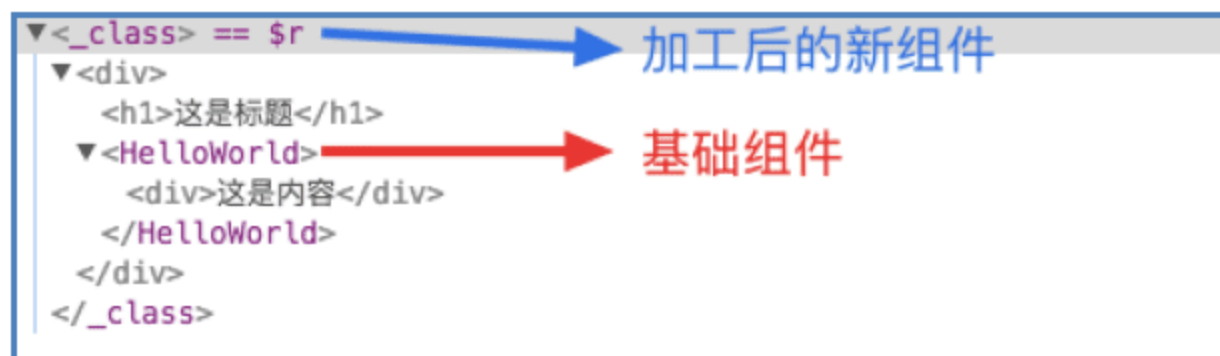 ▼<_class> == $r 加工后的新组件
▼<div>
<h1>这是标题</h1>
▼<HelloWorld> 基础组件
<div>这是内容</div>
</HelloWorld>
</div>
</_class>